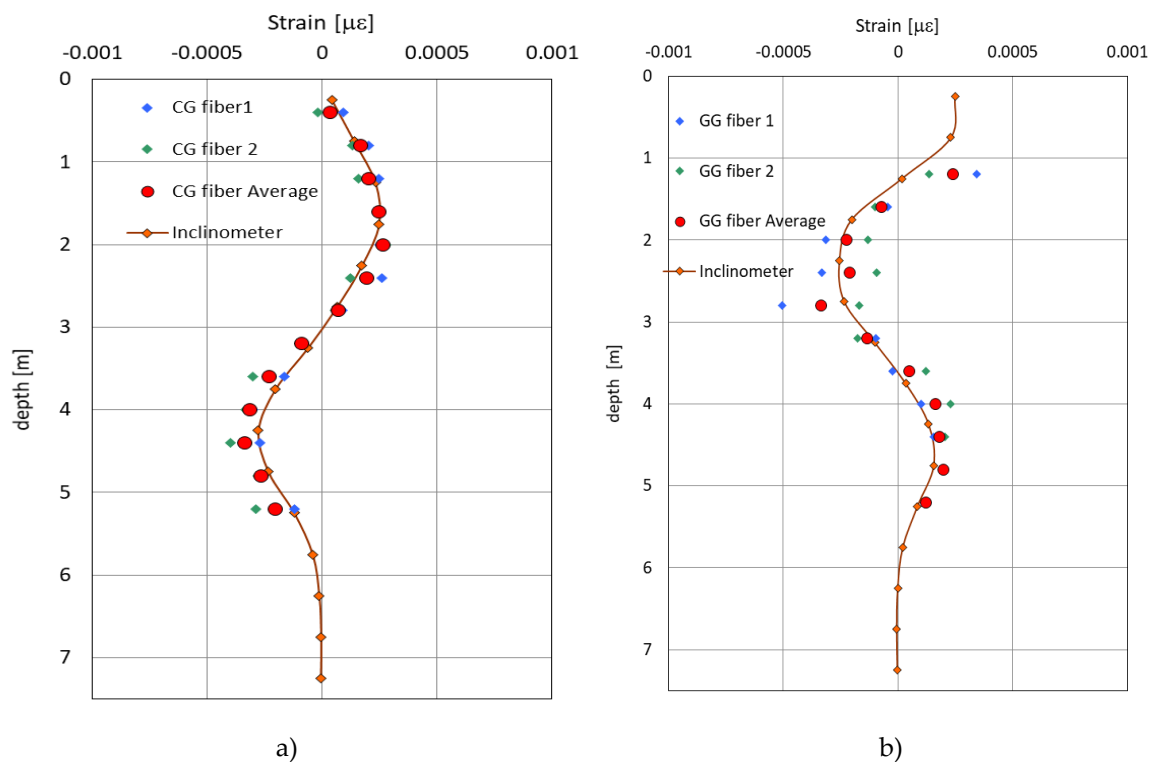 Strain [με]
-0.001 -0.0005 0 0.0005 0.001
0
1
2
3
4
5
6
7
depth [m]
CG fiber1
CG fiber 2
CG fiber Average
Inclinometer
a)
Strain [με]
-0.001 -0.0005 0 0.0005 0.001
0
1
2
3
4
5
6
7
depth [m]
GG fiber 1
GG fiber 2
GG fiber Average
Inclinometer
b)